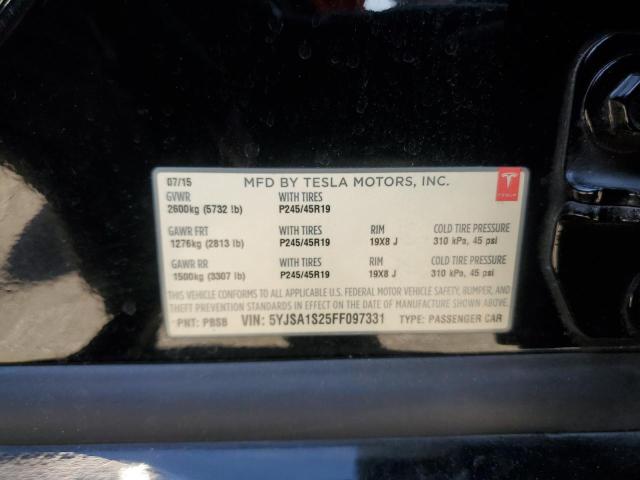 07/15 MFD BY TESLA MOTORS, INC.
GVWR WITH TIRES
2600kg (5732 lb) P245/45R19
GAWR FRT WITH TIRES RIM COLD TIRE PRESSURE
1276kg (2813 lb) P245/45R19 19X8 J 310 kPa, 45 psi
GAWR RR WITH TIRES RIM COLD TIRE PRESSURE
1500kg (3307 lb) P245/45R19 19X8 J 310 kPa, 45 psi
THIS VEHICLE CONFORMS TO ALL APPLICABLE U.S. FEDERAL MOTOR VEHICLE SAFETY, BUMPER, AND
THEFT PREVENTION STANDARDS IN EFFECT ON THE DATE OF MANUFACTURE SHOWN ABOVE.
PNT: PBSB VIN: 5YJSA1S25FF097331 TYPE: PASSENGER CAR
TESLA